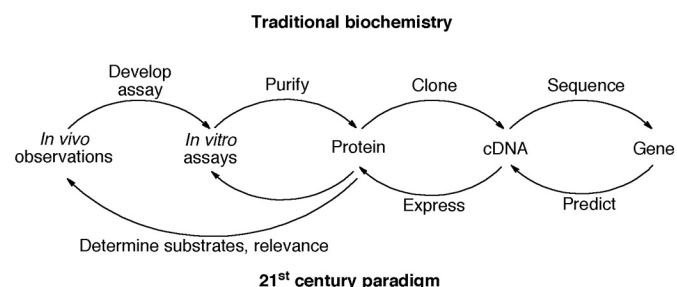 Traditional biochemistry
Develop
assay
Purify
Clone
Sequence
In vivo
observations
In vitro
assays
Protein
cDNA
Gene
Express
Predict
Determine substrates, relevance
21st century paradigm